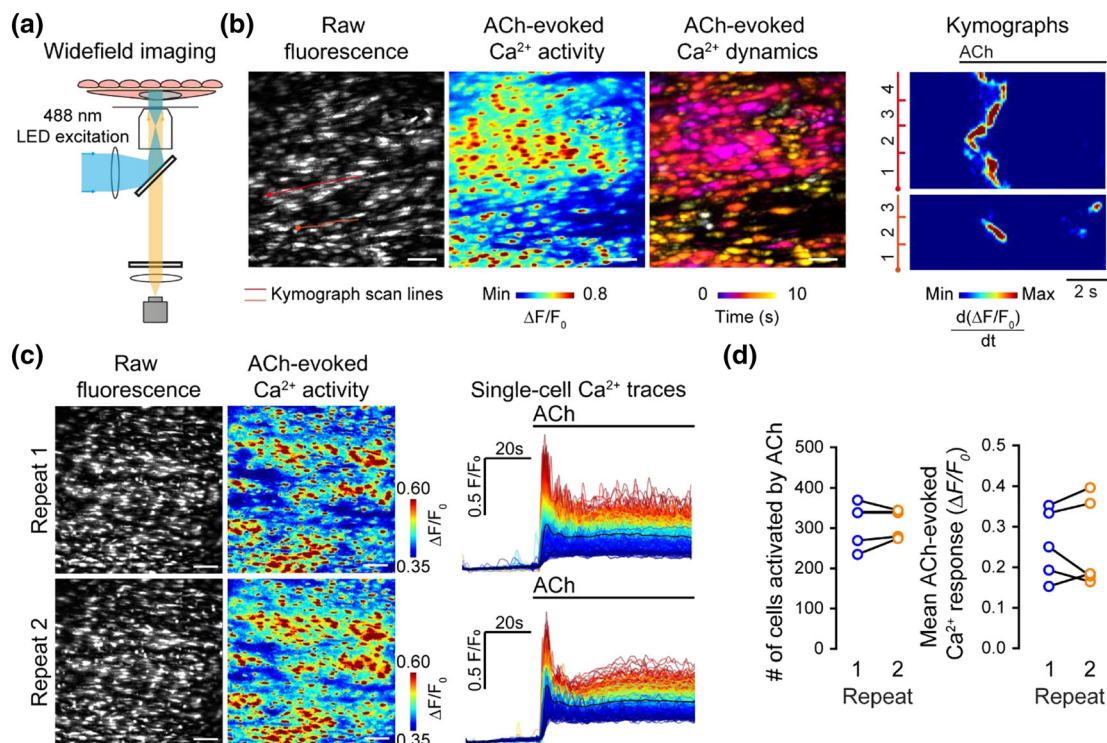 (a)
Widefield imaging
488 nm
LED excitation
(b)
Raw
fluorescence
ACh-evoked
Ca²⁺ activity
ACh-evoked
Ca²⁺ dynamics
Kymographs
ACh
4
3
2
1
3
2
1
Kymograph scan lines
Min 0.8
ΔF/F₀
0 10
Time (s)
Min Max
d(ΔF/F₀)
dt
2 s
(c)
Raw
fluorescence
ACh-evoked
Ca²⁺ activity
Single-cell Ca²⁺ traces
Repeat 1
0.60
ΔF/F₀
0.35
ACh
20s
0.5 F/F₀
Repeat 2
0.60
ΔF/F₀
0.35
ACh
20s
0.5 F/F₀
(d)
# of cells activated by ACh
500
400
300
200
100
0
1 2
Repeat
Mean ACh-evoked
Ca²⁺ response (ΔF/F₀)
0.5
0.4
0.3
0.2
0.1
0.0
1 2
Repeat